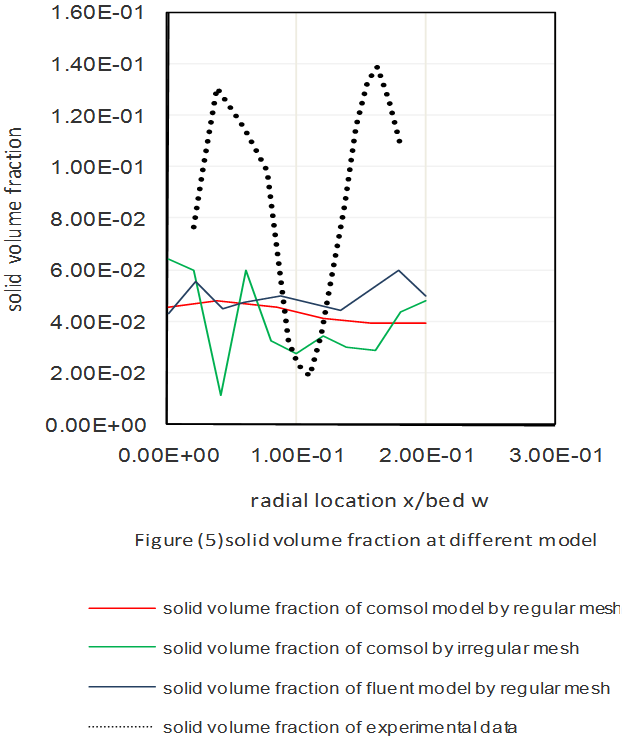 1.60E-01
1.40E-01
1.20E-01
1.00E-01
8.00E-02
6.00E-02
4.00E-02
2.00E-02
0.00E+00
solid volume fraction
0.00E+00 1.00E-01 2.00E-01 3.00E-01
radial location x/bed w
Figure (5)solid volume fraction at different model
solid volume fraction of comsol model by regular mesh
solid volume fraction of comsol by irregular mesh
solid volume fraction of fluent model by regular mesh
solid volume fraction of experimental data